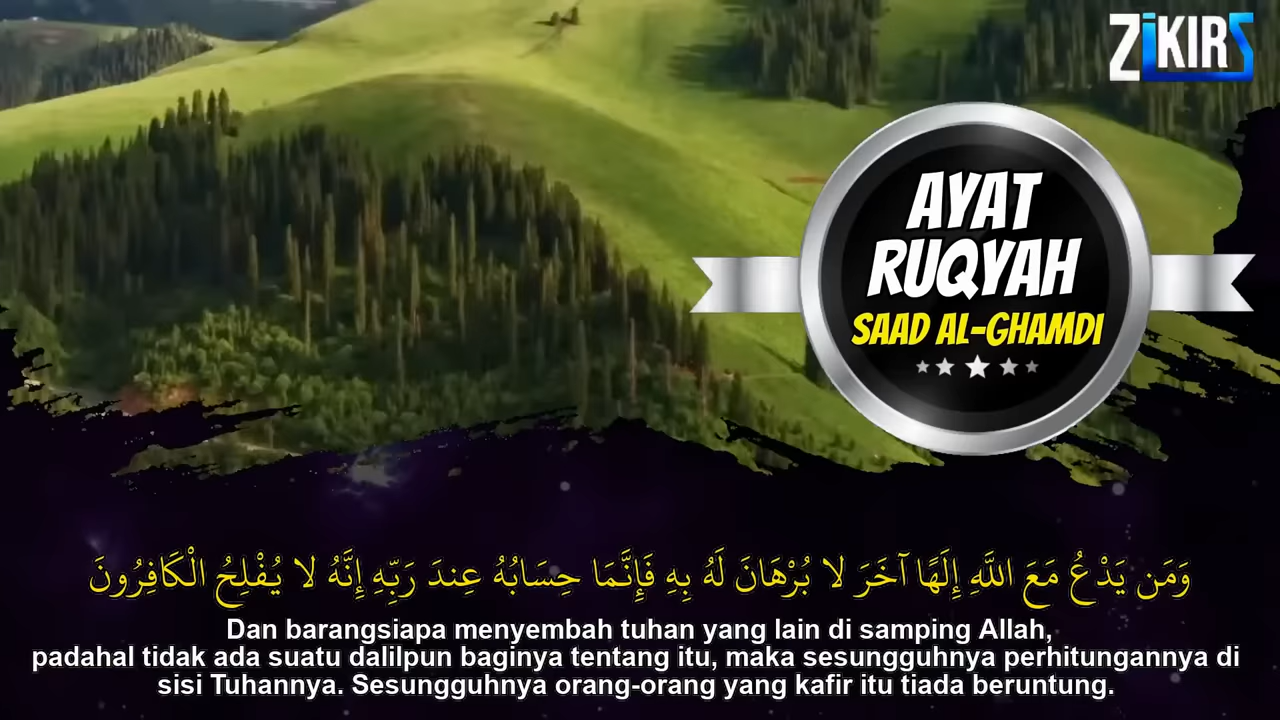 ZiKIRS
AYAT
RUQYAH
SAAD AL-GHAMDI
وَمَن يَدْعُ مَعَ اللَّهِ إِلَهًا آخَرَ لا بُرْهَانَ لَهُ بِهِ فَإِنَّمَا حِسَابُهُ عِندَ رَبِّهِ إِنَّهُ لا يُفْلِحُ الْكَافِرُونَ
Dan barangsiapa menyembah tuhan yang lain di samping Allah,
padahal tidak ada suatu dalilpun baginya tentang itu, maka sesungguhnya perhitungannya di
sisi Tuhannya. Sesungguhnya orang-orang yang kafir itu tiada beruntung.